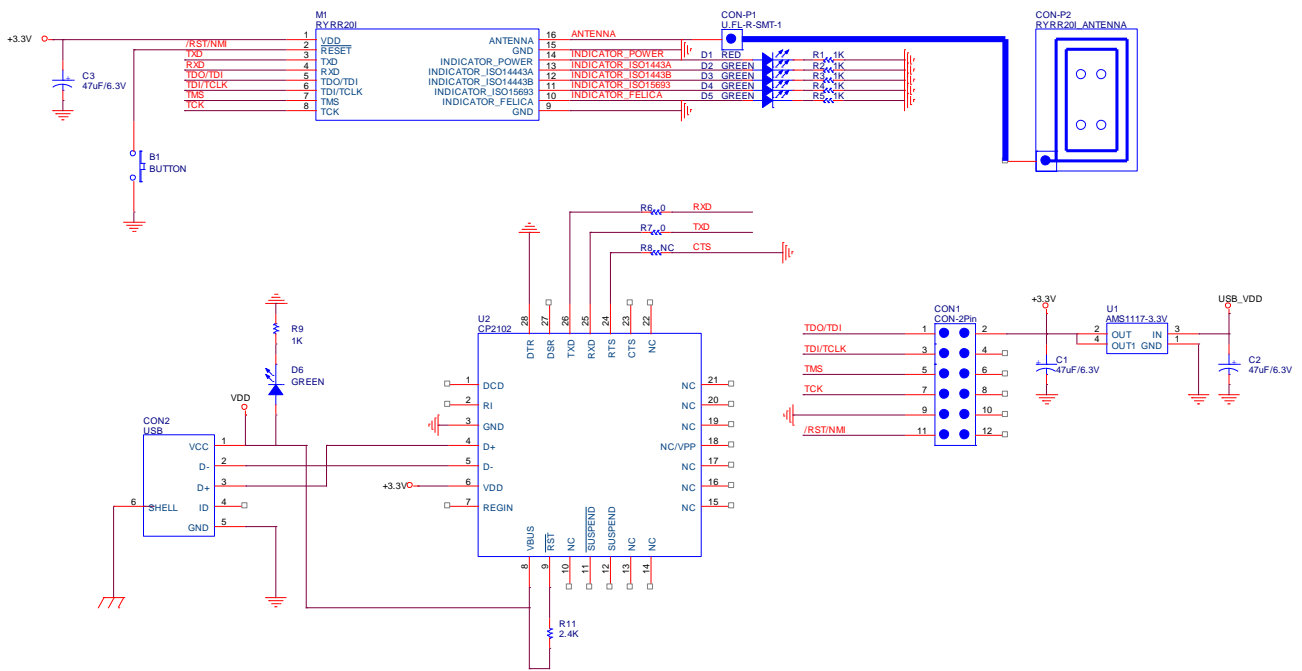 M1
RYRR20I
+3.3V
C3
47uF/6.3V
/RST/NMI
TXD
RXD
TDO/TDI
TDI/TCLK
TMS
TCK
1 VDD
2 RESET
3 TXD
4 RXD
5 TDO/TDI
6 TDI/TCLK
7 TMS
8 TCK
ANTENNA 16 ANTENNA
GND 15
INDICATOR_POWER 14 INDICATOR_POWER
INDICATOR_ISO14443A 13 INDICATOR_ISO1443A
INDICATOR_ISO14443B 12 INDICATOR_ISO1443B
INDICATOR_ISO15693 11 INDICATOR_ISO15693
INDICATOR_FELICA 10 INDICATOR_FELICA
GND 9
CON-P1
U.FL-R-SMT-1
D1 RED R1 1K
D2 GREEN R2 1K
D3 GREEN R3 1K
D4 GREEN R4 1K
D5 GREEN R5 1K
CON-P2
RYRR20I_ANTENNA
B1
BUTTON
R6 0 RXD
R7 0 TXD
R8 NC CTS
U2
CP2102
28 DTR
27 DSR
26 TXD
25 RXD
24 RTS
23 CTS
22 NC
1 DCD
2 RI
3 GND
4 D+
5 D-
+3.3V 6 VDD
7 REGIN
NC 21
NC 20
NC 19
NC/VPP 18
NC 17
NC 16
NC 15
VBUS 8
RST 9
NC 10
SUSPEND 11
SUSPEND 12
NC 13
NC 14
R11
2.4K
R9
1K
D6
GREEN
VDD
CON2
USB
VCC 1
D- 2
D+ 3
ID 4
GND 5
6 SHELL
CON1
CON-2Pin
TDO/TDI 1 2
TDI/TCLK 3 4
TMS 5 6
TCK 7 8
9 10
/RST/NMI 11 12
+3.3V
C1
47uF/6.3V
U1
AMS1117-3.3V
2 OUT IN 3
4 OUT1 GND 1
USB_VDD
C2
47uF/6.3V